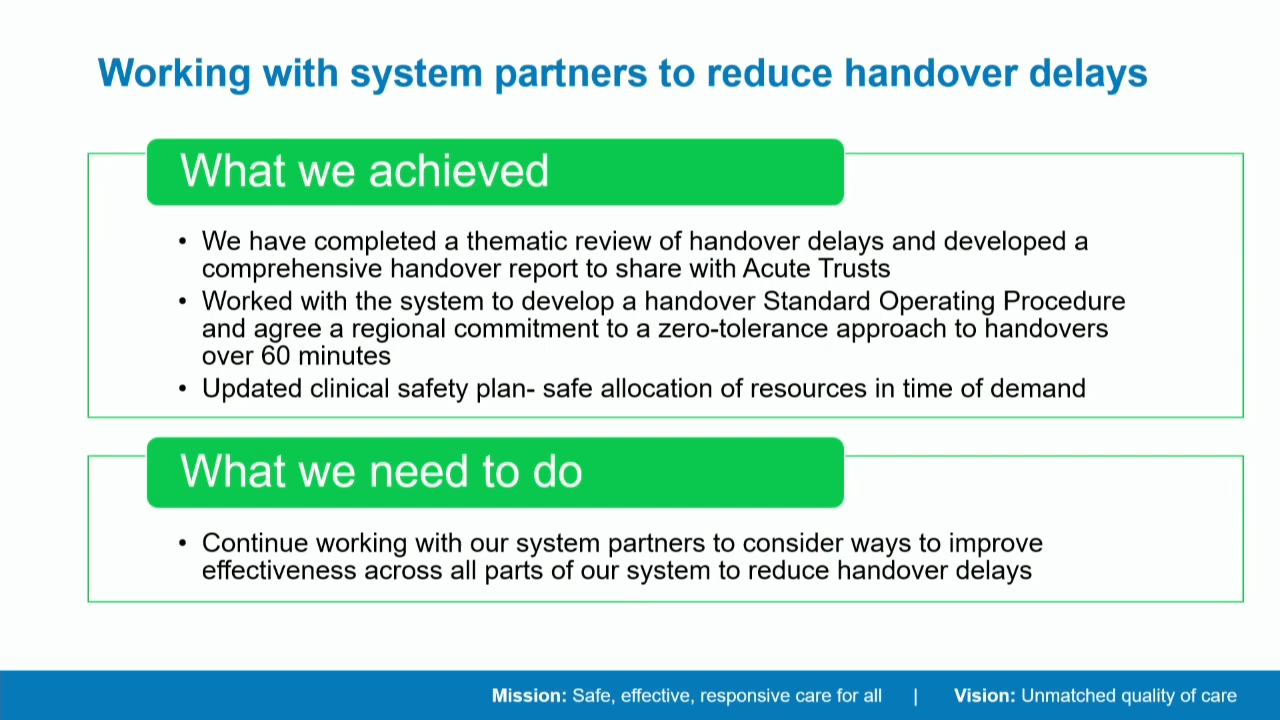 Working with system partners to reduce handover delays
What we achieved
• We have completed a thematic review of handover delays and developed a
comprehensive handover report to share with Acute Trusts
• Worked with the system to develop a handover Standard Operating Procedure
and agree a regional commitment to a zero-tolerance approach to handovers
over 60 minutes
• Updated clinical safety plan- safe allocation of resources in time of demand
What we need to do
• Continue working with our system partners to consider ways to improve
effectiveness across all parts of our system to reduce handover delays
Mission: Safe, effective, responsive care for all | Vision: Unmatched quality of care